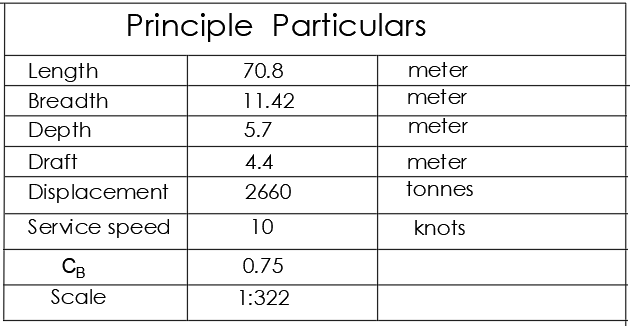 Principle Particulars
Length 70.8 meter
Breadth 11.42 meter
Depth 5.7 meter
Draft 4.4 meter
Displacement 2660 tonnes
Service speed 10 knots
CB 0.75
Scale 1:322